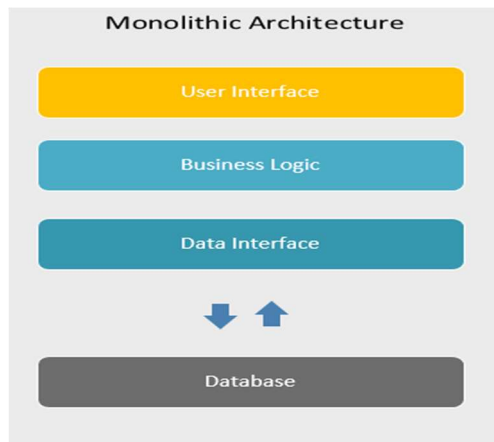 Monolithic Architecture
User Interface
Business Logic
Data Interface
Database